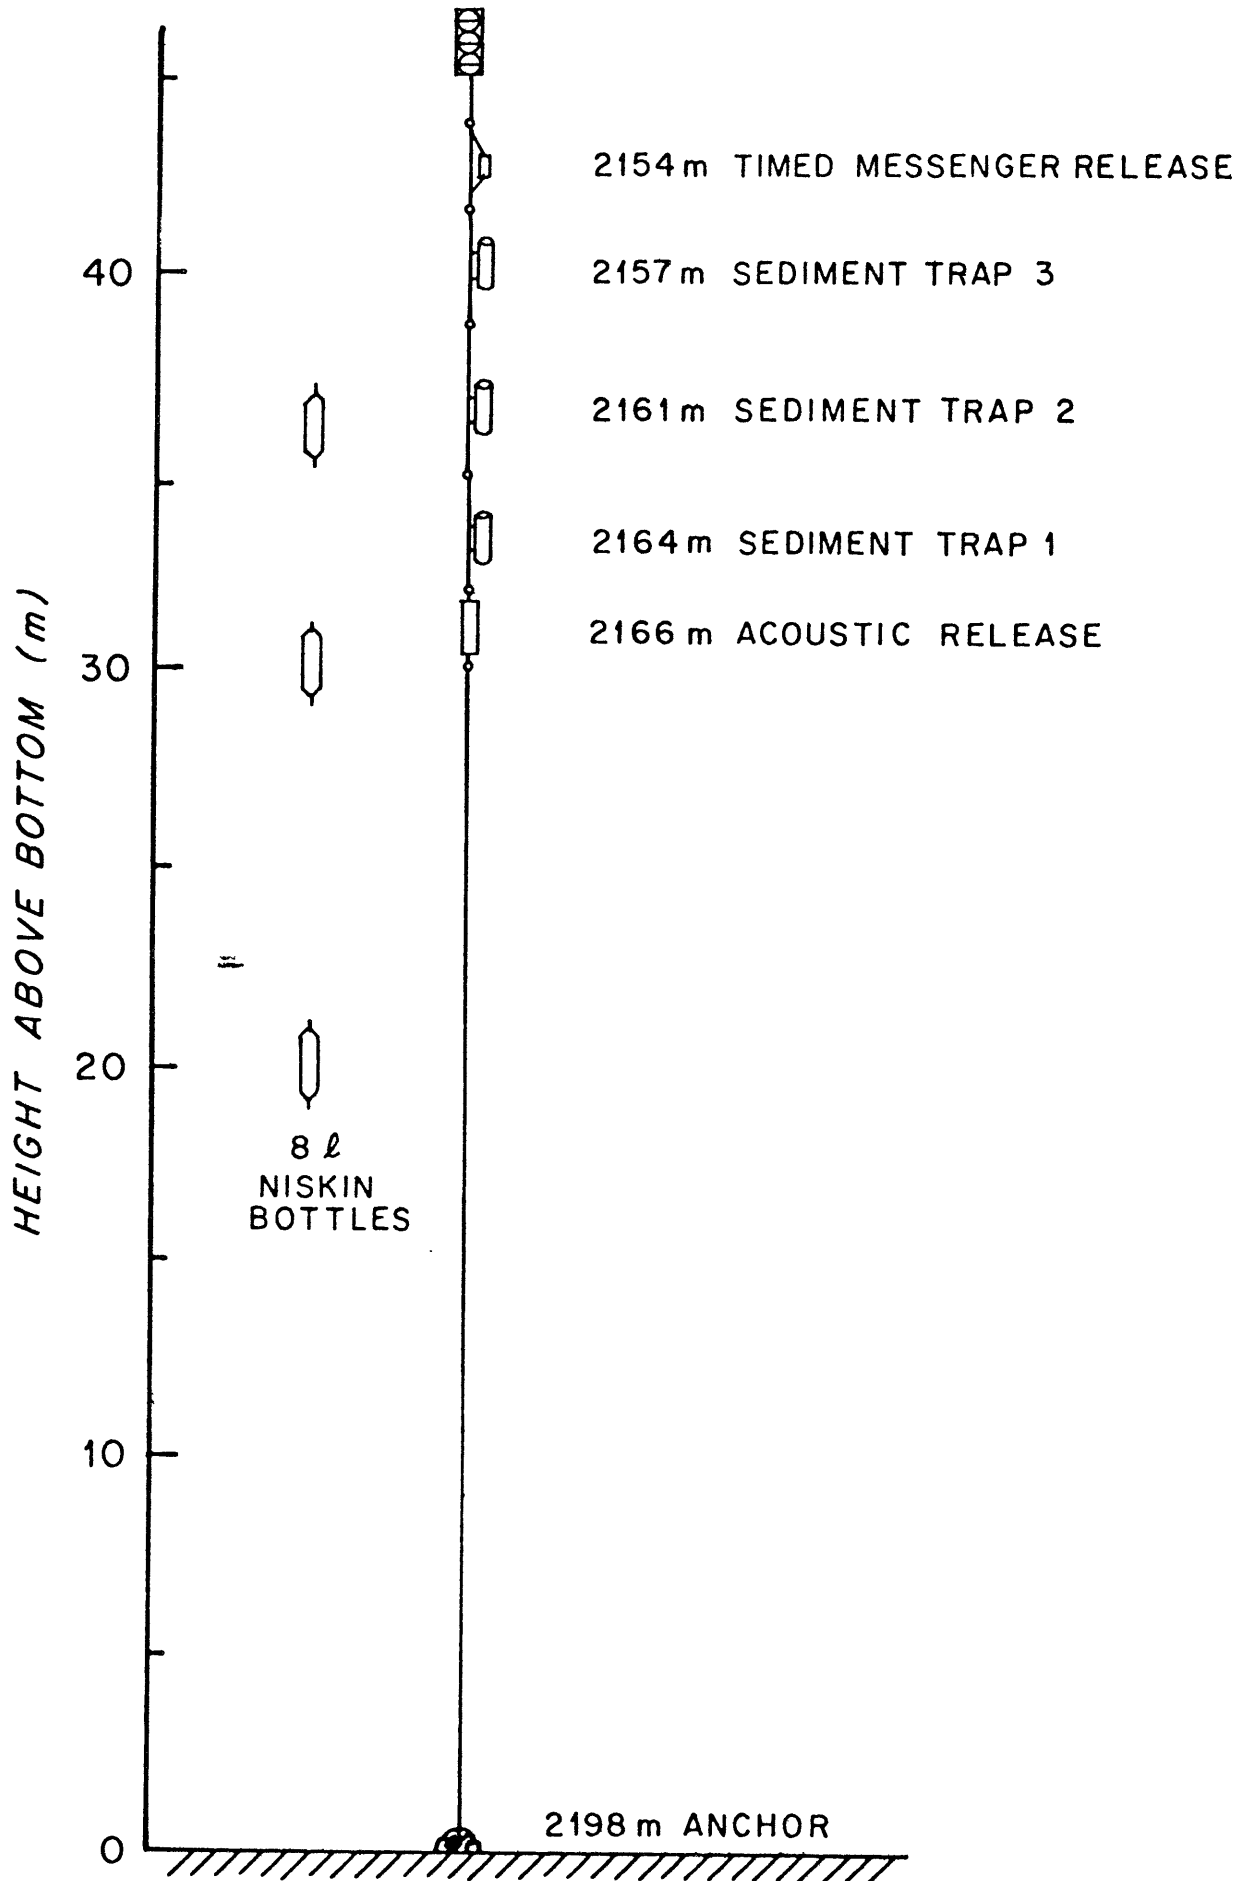 2154 m TIMED MESSENGER RELEASE
40
2157 m SEDIMENT TRAP 3
2161 m SEDIMENT TRAP 2
2164 m SEDIMENT TRAP 1
2166 m ACOUSTIC RELEASE
30
HEIGHT ABOVE BOTTOM (m)
20
8 ℓ
NISKIN
BOTTLES
10
2198 m ANCHOR
0